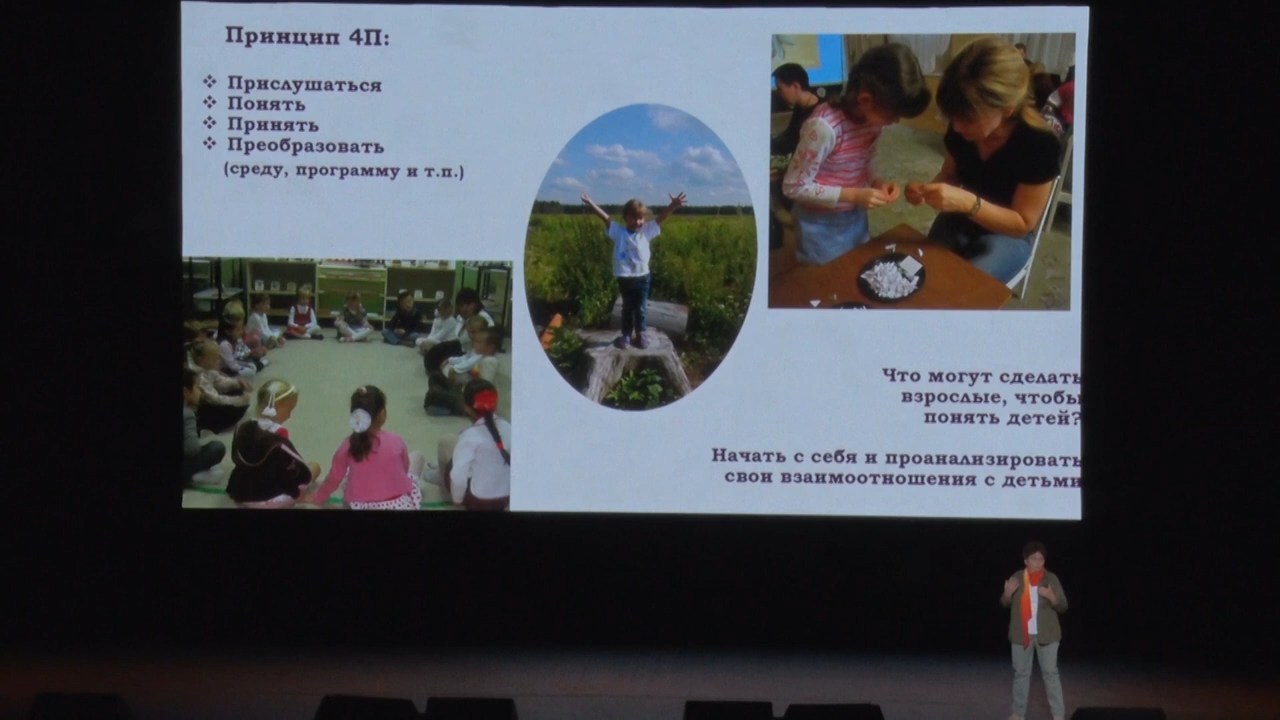 Принцип 4П:
Прислушаться
Понять
Принять
Преобразовать
(среду, программу и т.п.)
Что могут сделать
взрослые, чтобы
понять детей?
Начать с себя и проанализировать
свои взаимоотношения с детьми